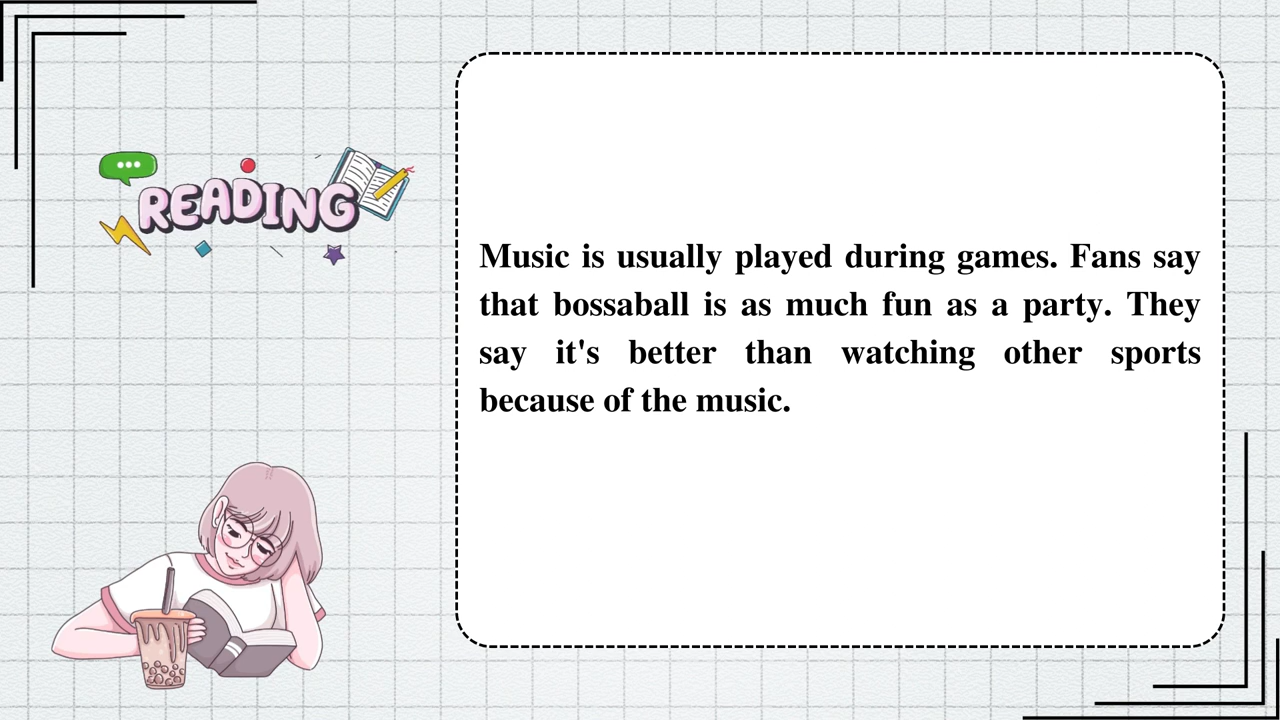 READING
Music is usually played during games. Fans say
that bossaball is as much fun as a party. They
say it's better than watching other sports
because of the music.